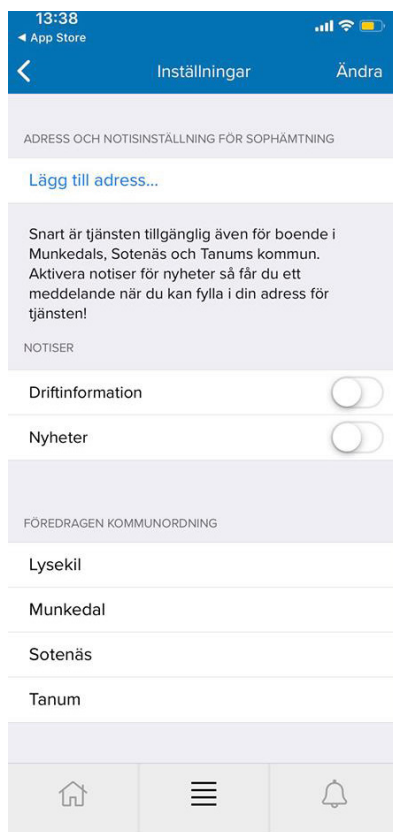 13:38
◀ App Store
Inställningar
Ändra
ADRESS OCH NOTISINSTÄLLNING FÖR SOPHÄMTNING
Lägg till adress...
Snart är tjänsten tillgänglig även för boende i
Munkedals, Sotenäs och Tanums kommun.
Aktivera notiser för nyheter så får du ett
meddelande när du kan fylla i din adress för
tjänsten!
NOTISER
Driftinformation
Nyheter
FÖREDRAGEN KOMMUNORDNING
Lysekil
Munkedal
Sotenäs
Tanum